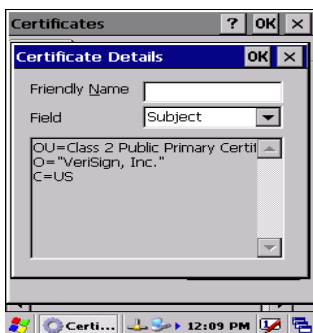 Certificates ? OK ×
Certificate Details OK ×
Friendly Name
Field Subject
OU=Class 2 Public Primary Certif
O="VeriSign, Inc."
C=US
Certi... 12:09 PM